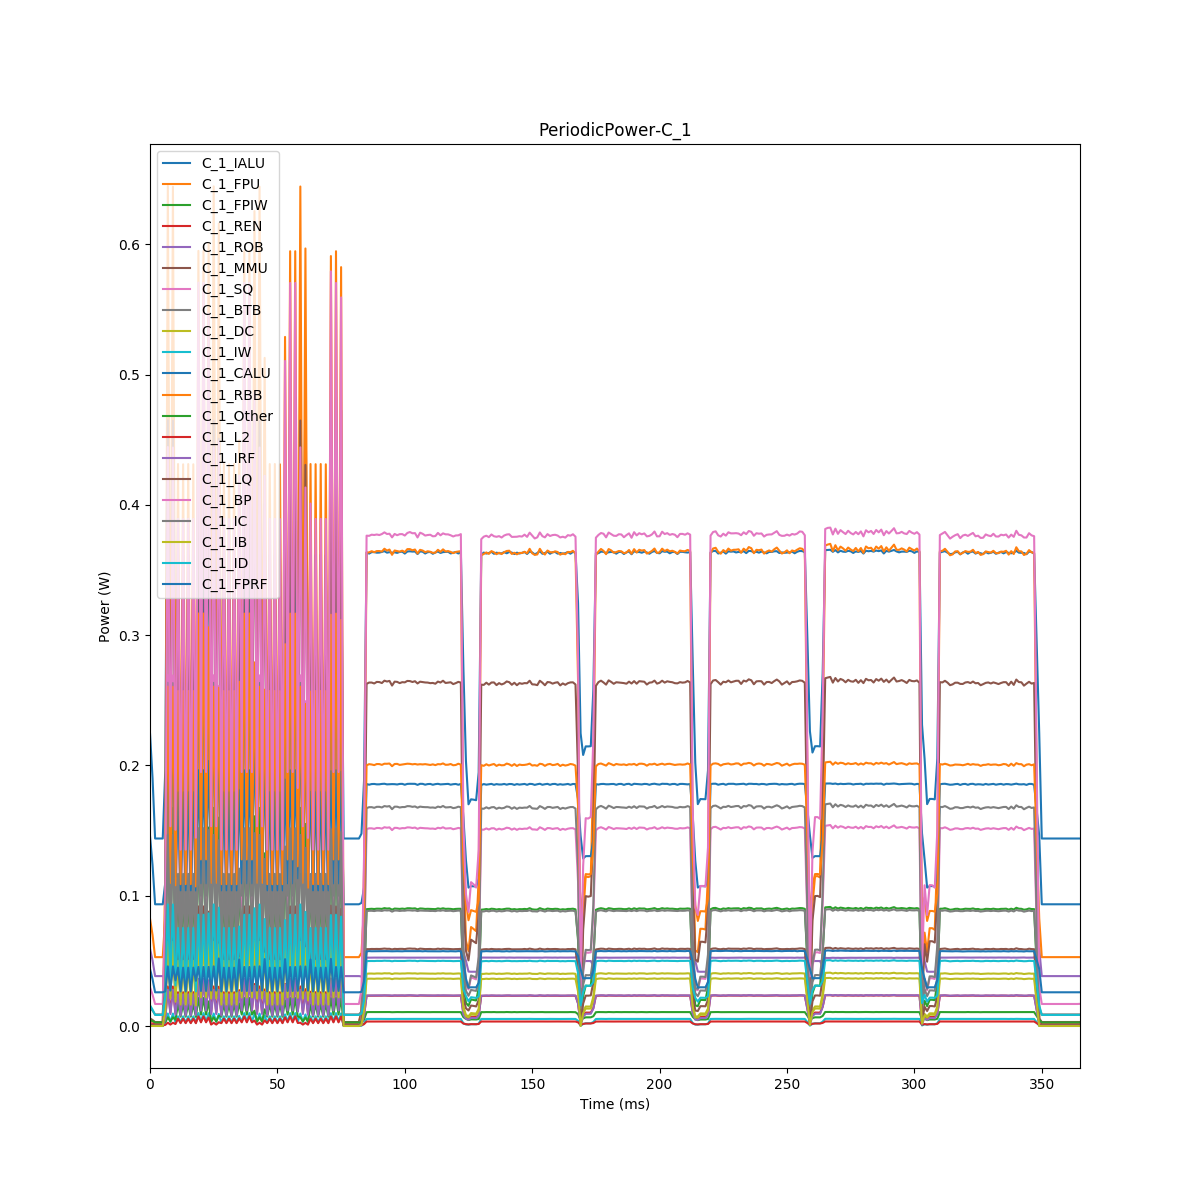 PeriodicPower-C_1
C_1_IALU
C_1_FPU
C_1_FPIW
C_1_REN
C_1_ROB
C_1_MMU
C_1_SQ
C_1_BTB
C_1_DC
C_1_IW
C_1_CALU
C_1_RBB
C_1_Other
C_1_L2
C_1_IRF
C_1_LQ
C_1_BP
C_1_IC
C_1_IB
C_1_ID
C_1_FPRF
Power (W)
0.6
0.5
0.4
0.3
0.2
0.1
0.0
0 50 100 150 200 250 300 350
Time (ms)